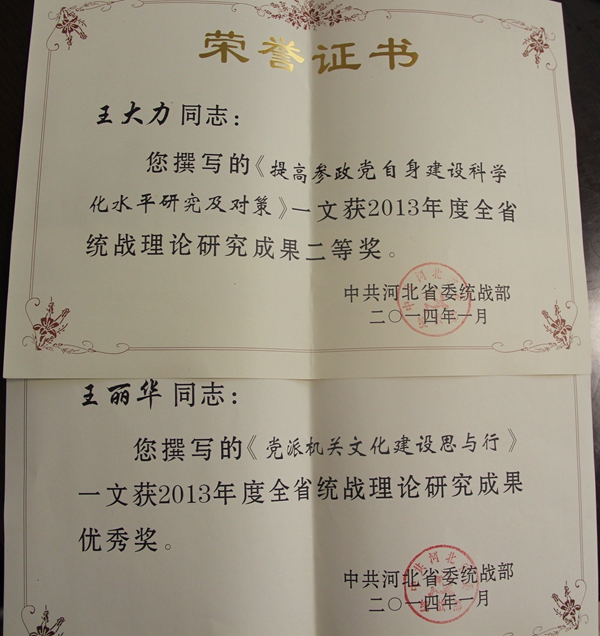 荣誉证书
王大力同志：
您撰写的《提高参政党自身建设科学
化水平研究及对策》一文获2013年度全省
统战理论研究成果二等奖。
中共河北省委统战部
二〇一四年一月
王丽华同志：
您撰写的《党派机关文化建设思与行》
一文获2013年度全省统战理论研究成果
优秀奖。
中共河北省委统战部
二〇一四年一月